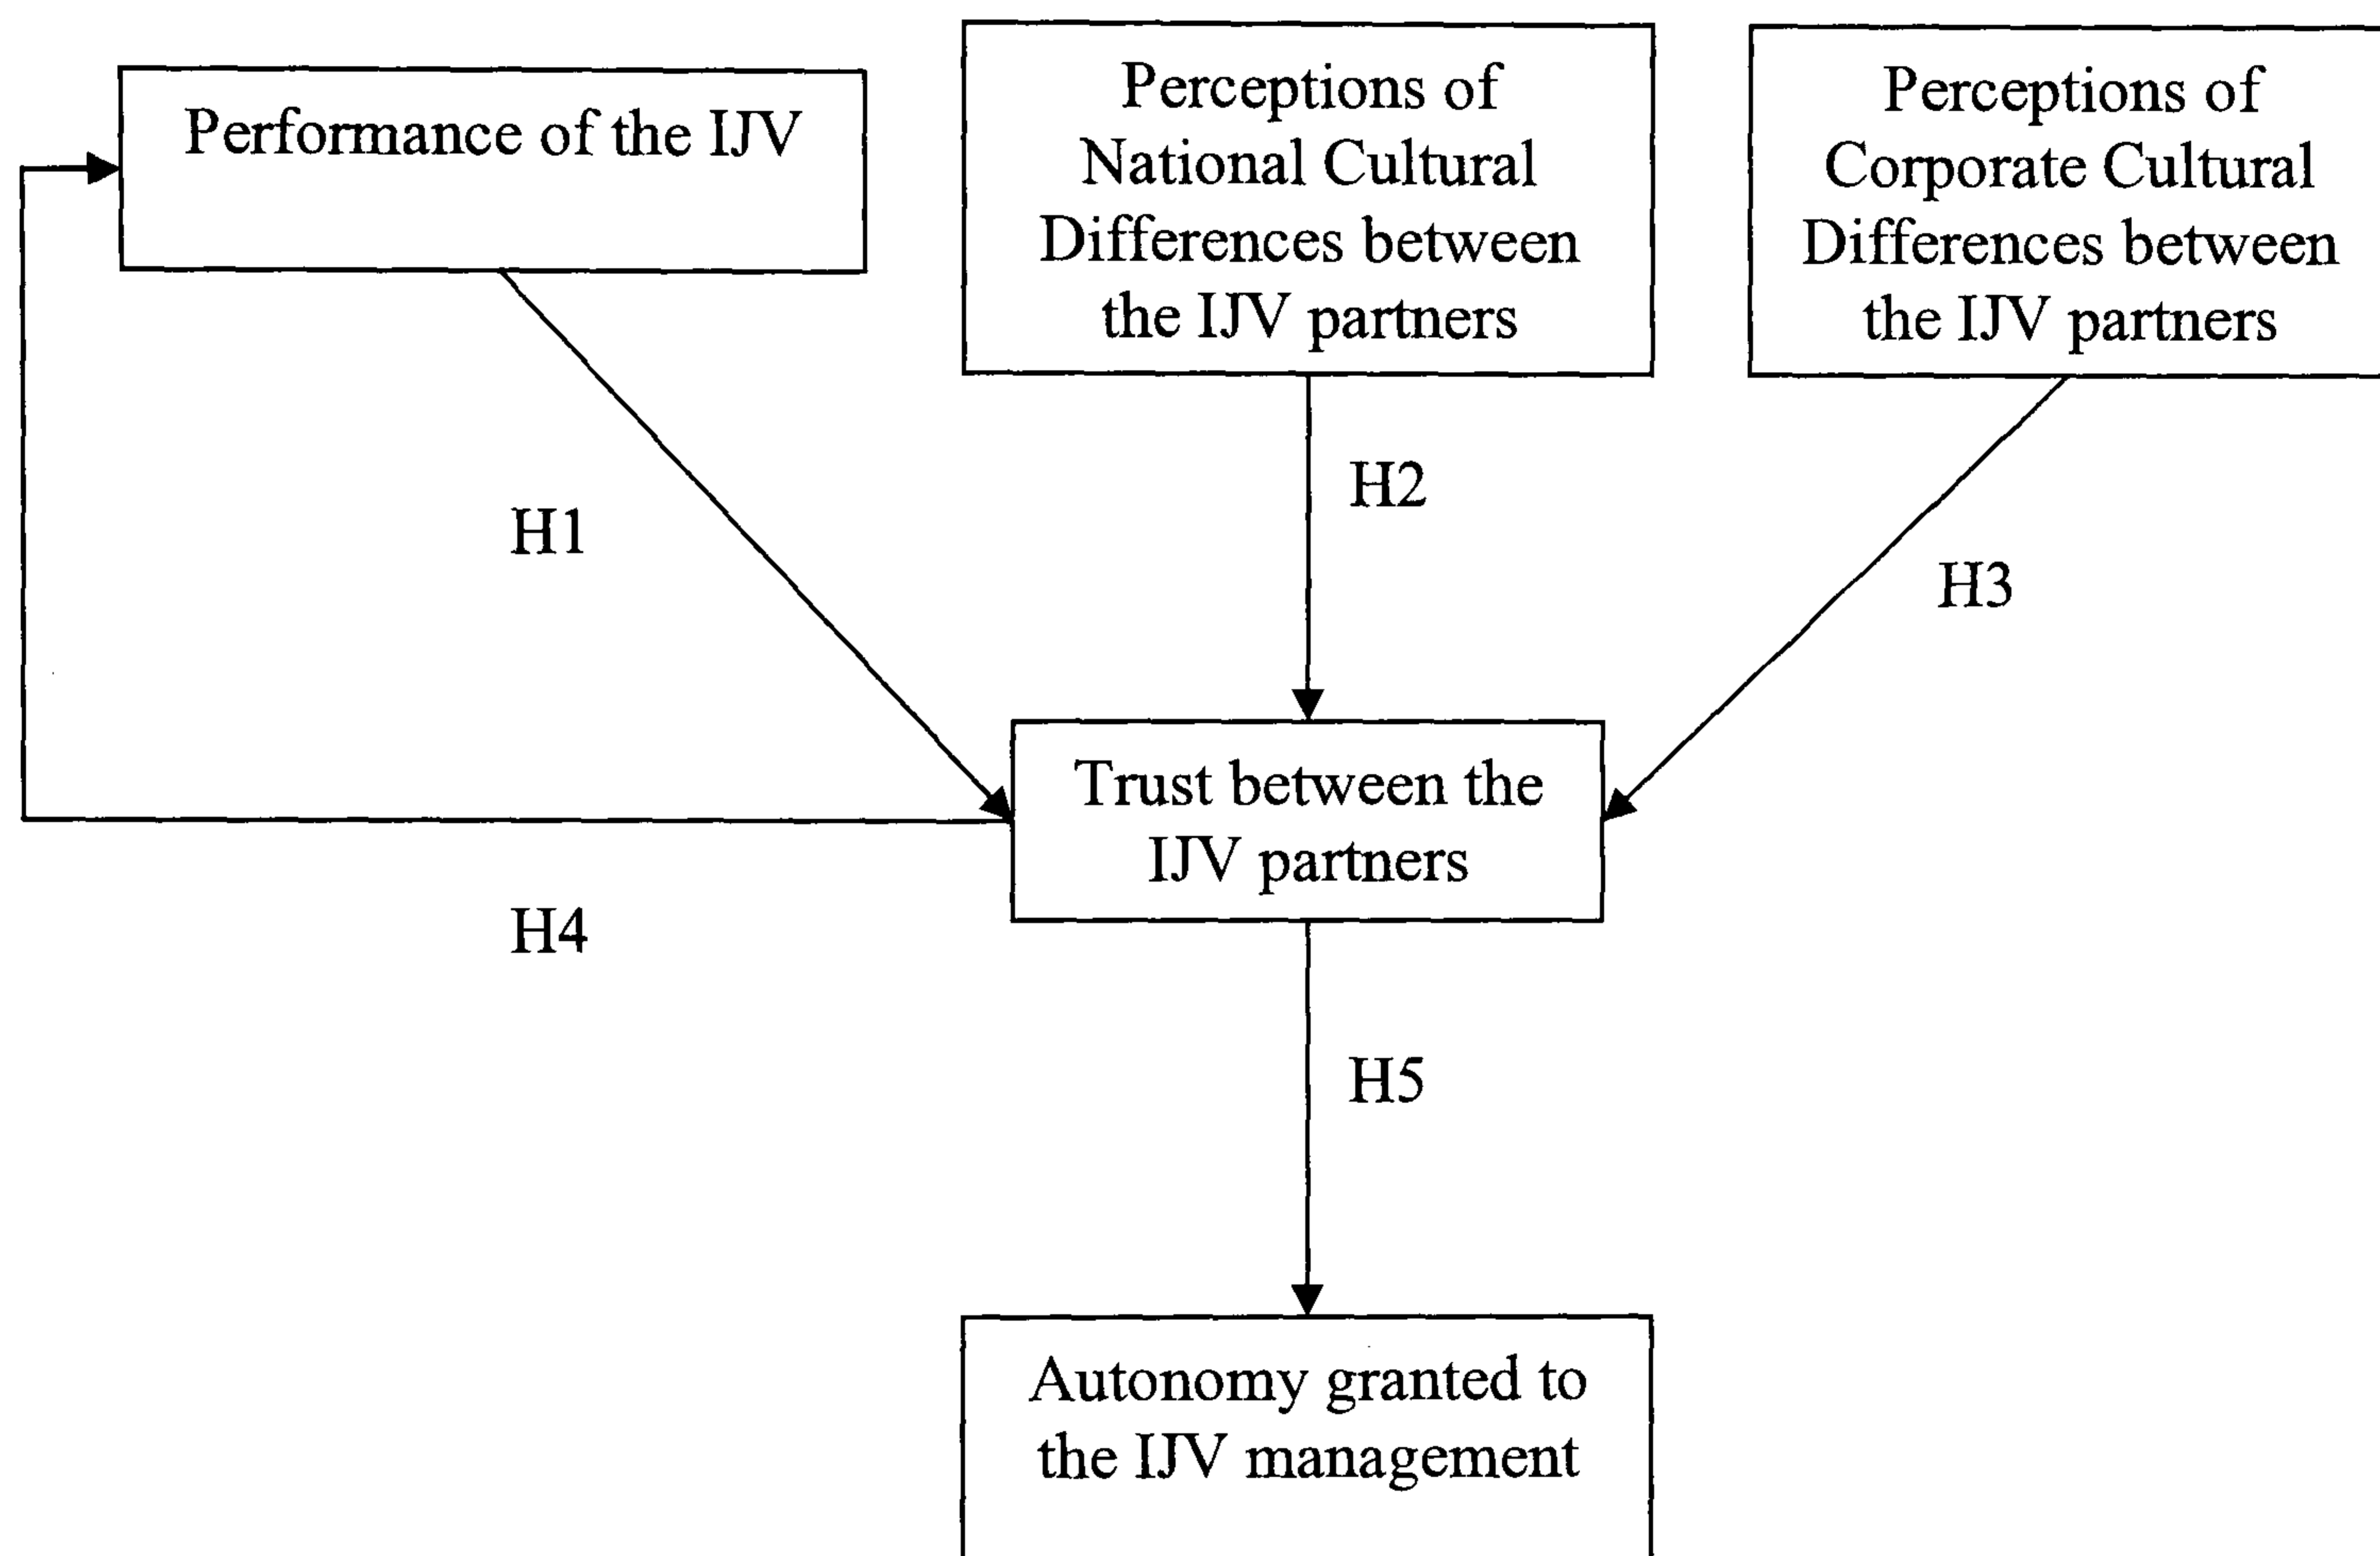 Performance of the IJV
Perceptions of
National Cultural
Differences between
the IJV partners
Perceptions of
Corporate Cultural
Differences between
the IJV partners
H1
H2
H3
Trust between the
IJV partners
H4
H5
Autonomy granted to
the IJV management